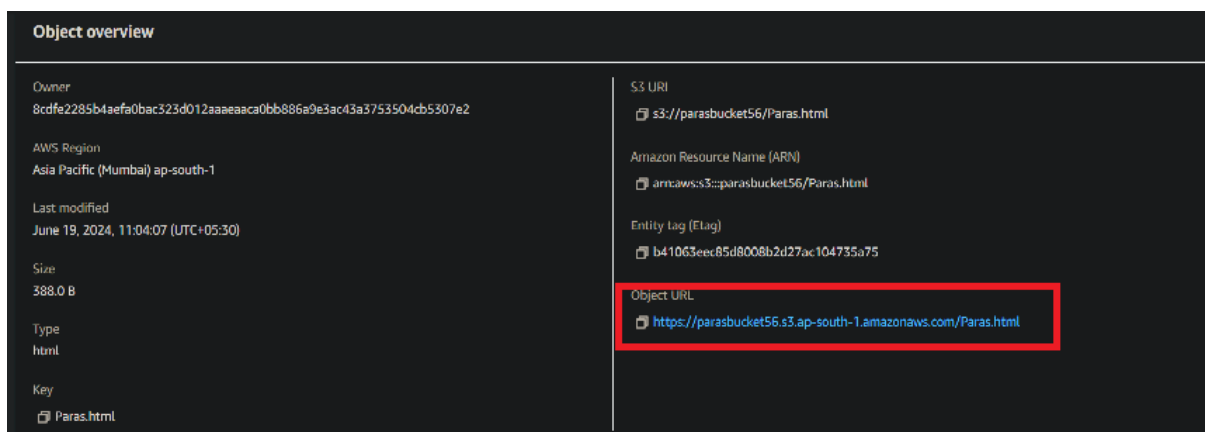 Object overview
Owner
8cdfe2285b4aefa0bac323d012aaaeaaca0bb886a9e3ac43a3753504cb5307e2
AWS Region
Asia Pacific (Mumbai) ap-south-1
Last modified
June 19, 2024, 11:04:07 (UTC+05:30)
Size
388.0 B
Type
html
Key
Paras.html
S3 URI
s3://parasbucket56/Paras.html
Amazon Resource Name (ARN)
arn:aws:s3:::parasbucket56/Paras.html
Entity tag (Etag)
b41063eec85d8008b2d27ac104735a75
Object URL
https://parasbucket56.s3.ap-south-1.amazonaws.com/Paras.html